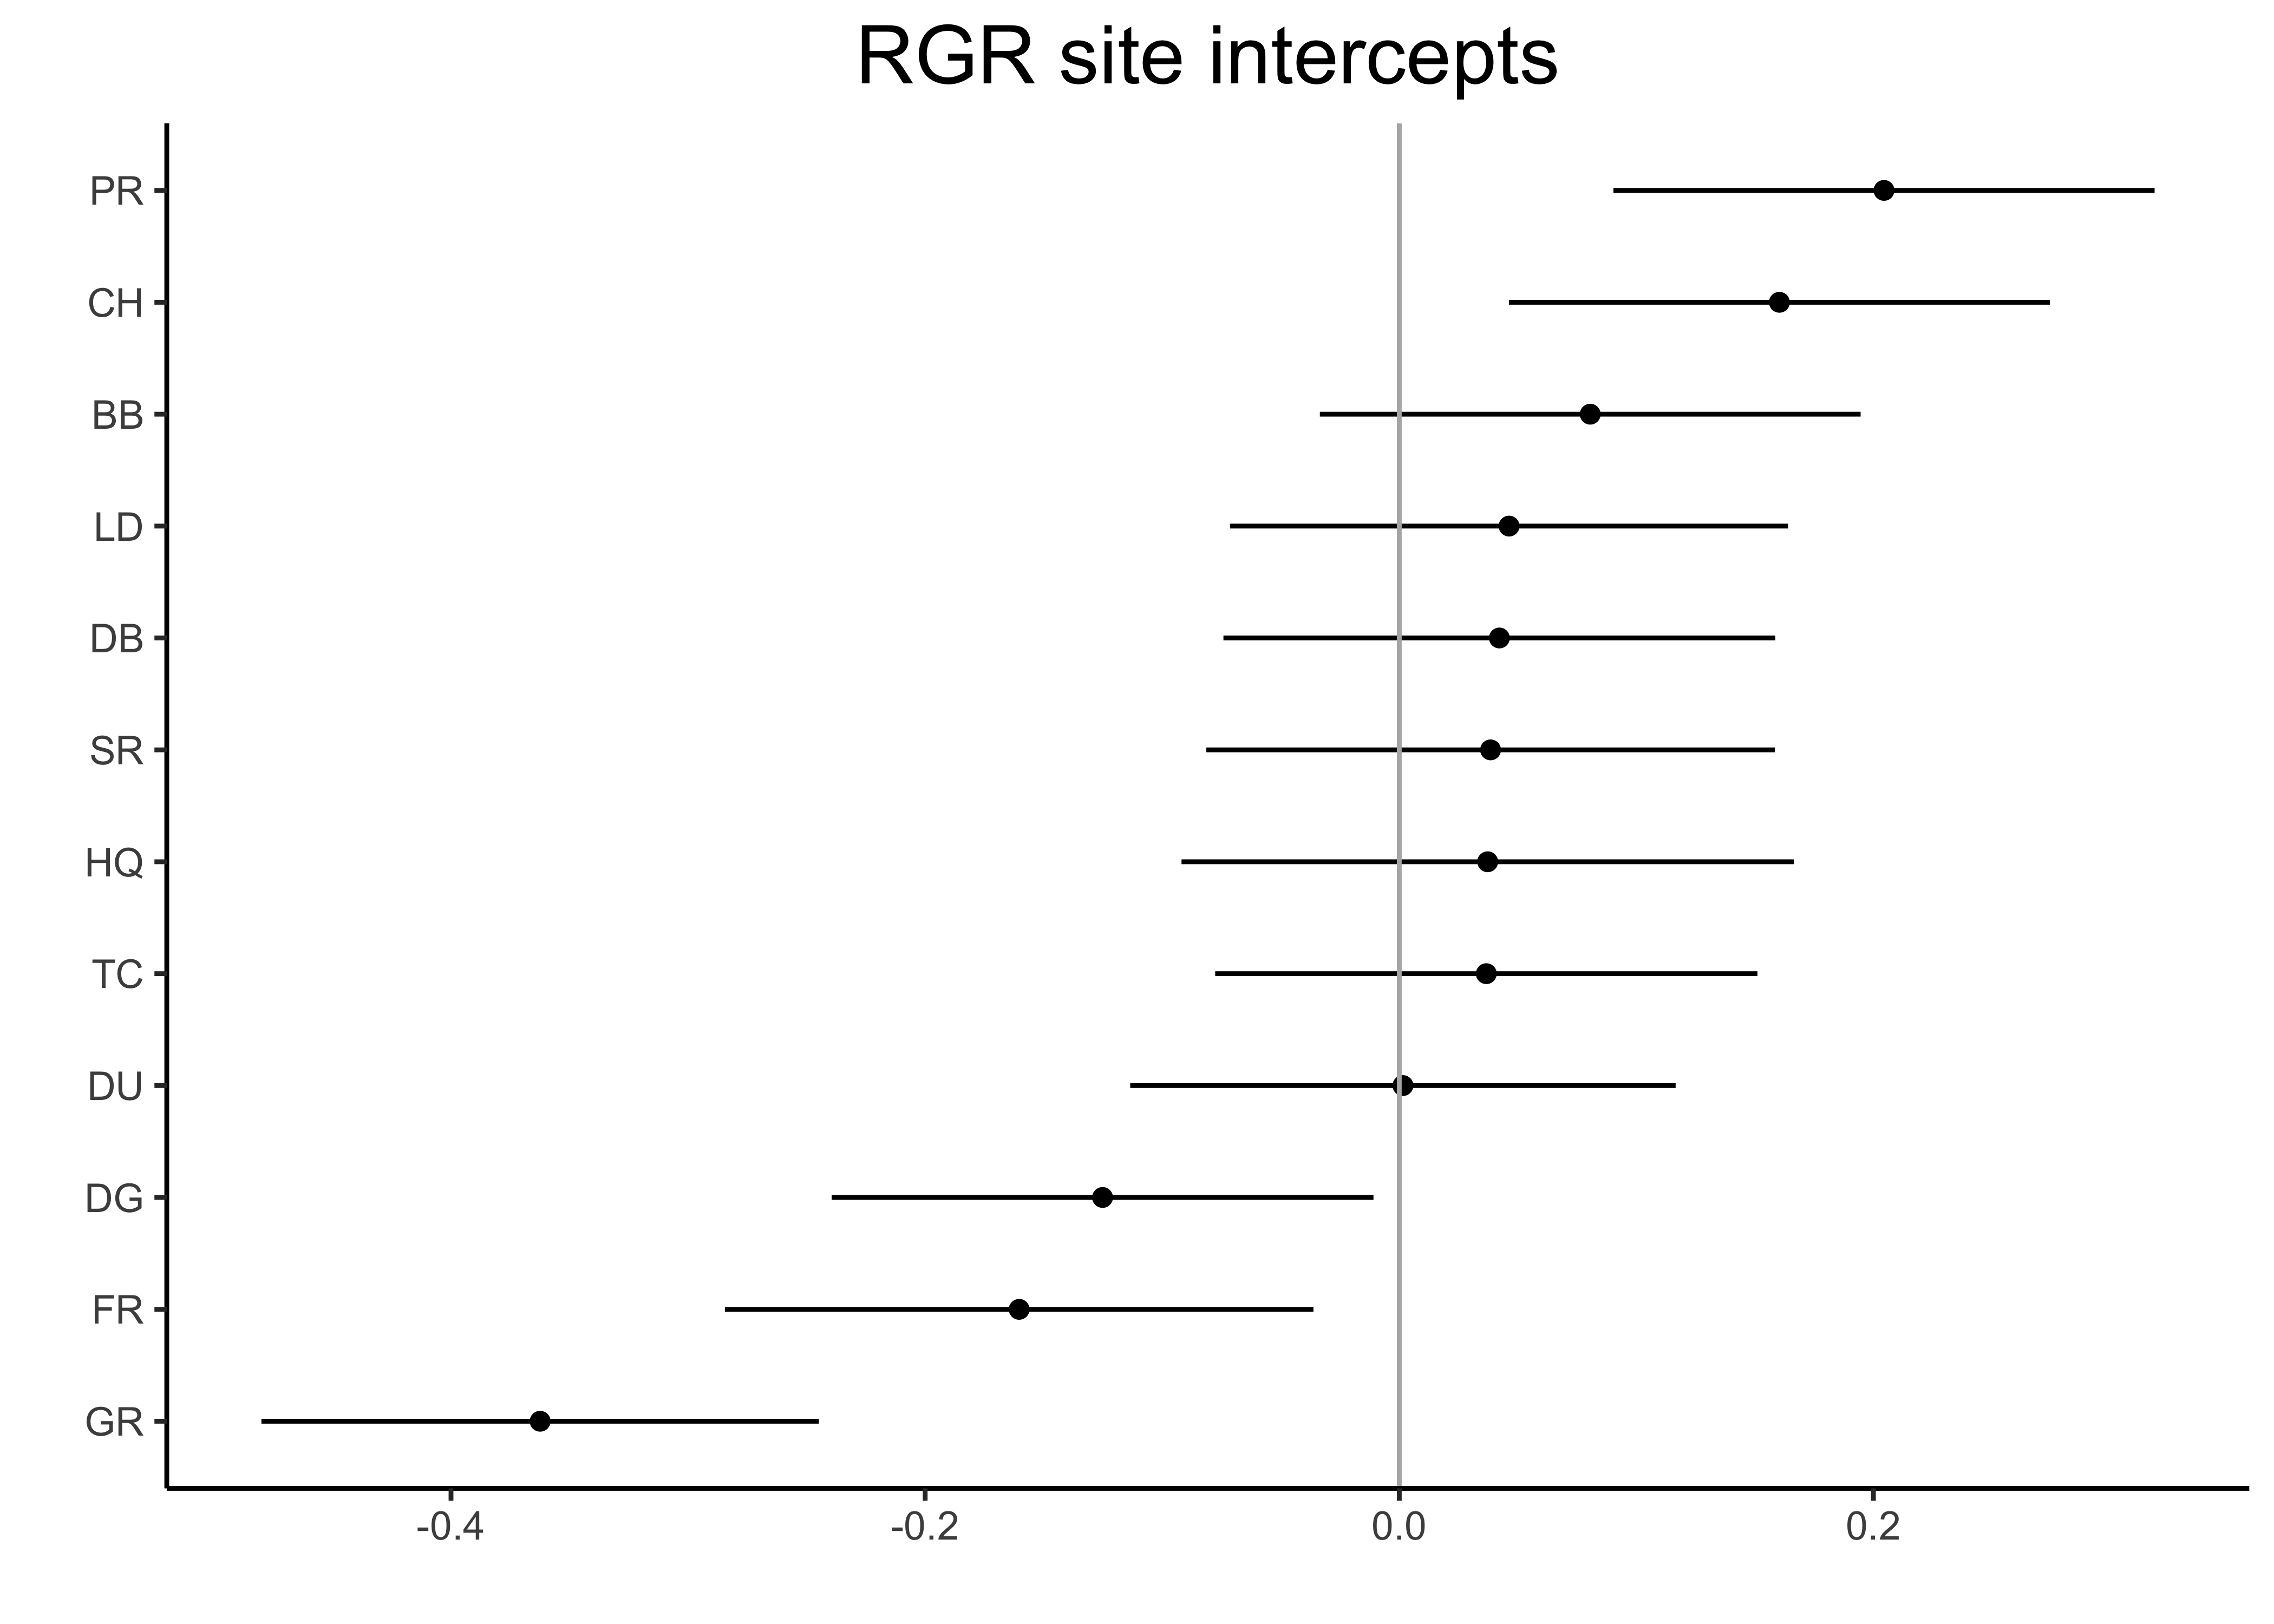 RGR site intercepts
PR
CH
BB
LD
DB
SR
HQ
TC
DU
DG
FR
GR
-0.4 -0.2 0.0 0.2